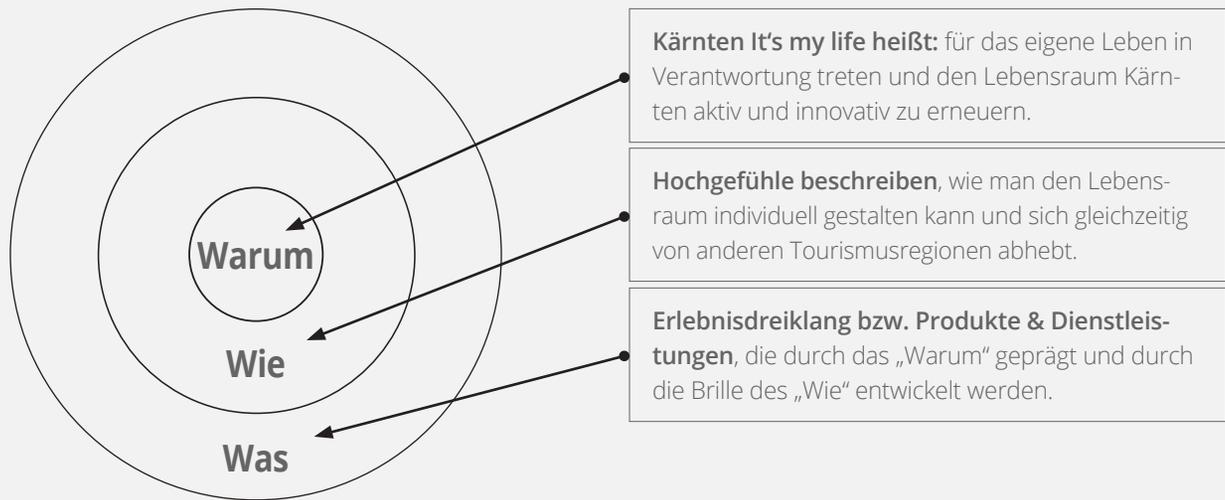 Kärnten It's my life heißt: für das eigene Leben in
Verantwortung treten und den Lebensraum Kärn-
ten aktiv und innovativ zu erneuern.
Hochgefühle beschreiben, wie man den Lebens-
raum individuell gestalten kann und sich gleichzeitig
von anderen Tourismusregionen abhebt.
Erlebnisdreiklang bzw. Produkte & Dienstleis-
tungen, die durch das „Warum“ geprägt und durch
die Brille des „Wie“ entwickelt werden.
Warum
Wie
Was